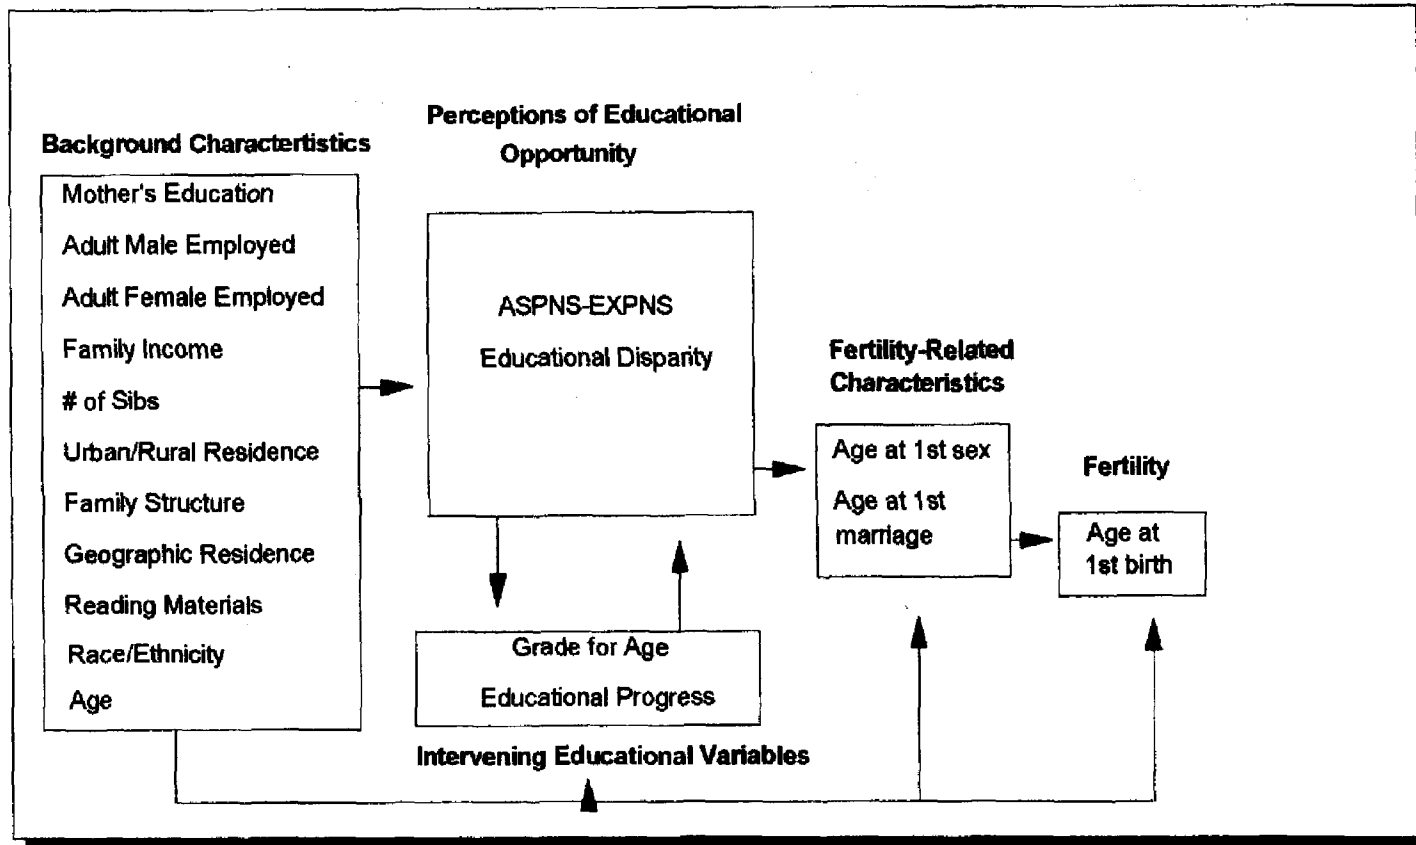 Background Charactertistics
Mother's Education
Adult Male Employed
Adult Female Employed
Family Income
# of Sibs
Urban/Rural Residence
Family Structure
Geographic Residence
Reading Materials
Race/Ethnicity
Age
Perceptions of Educational
Opportunity
ASPNS-EXPNS
Educational Disparity
Grade for Age
Educational Progress
Intervening Educational Variables
Fertility-Related
Characteristics
Age at 1st sex
Age at 1st
marriage
Fertility
Age at
1st birth